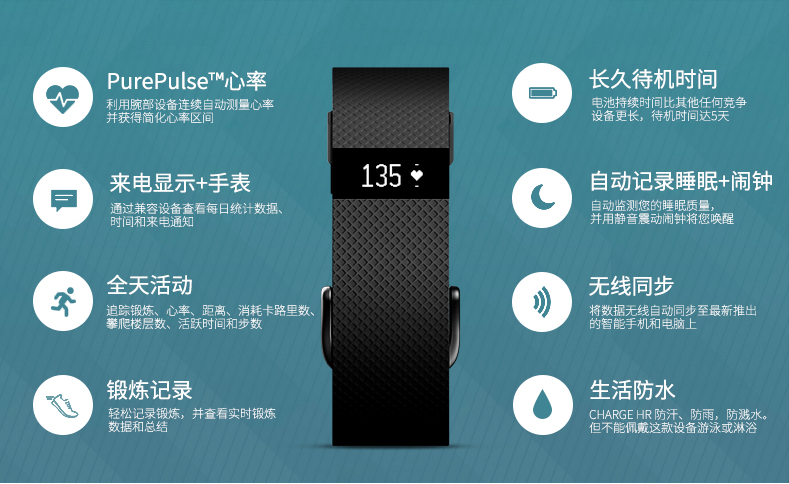 PurePulse™心率
利用腕部设备连续自动测量心率
并获得简化心率区间
来电显示+手表
通过兼容设备查看每日统计数据、
时间和来电通知
全天活动
追踪锻炼、心率、距离、消耗卡路里数、
攀爬楼层数、活跃时间和步数
锻炼记录
轻松记录锻炼，并查看实时锻炼
数据和总结
135
长久待机时间
电池持续时间比其他任何竞争
设备更长，待机时间达5天
自动记录睡眠+闹钟
自动监测您的睡眠质量，
并用静音震动闹钟将您唤醒
无线同步
将数据无线自动同步至最新推出
的智能手机和电脑上
生活防水
CHARGE HR 防汗、防雨，防溅水。
但不能佩戴这款设备游泳或淋浴